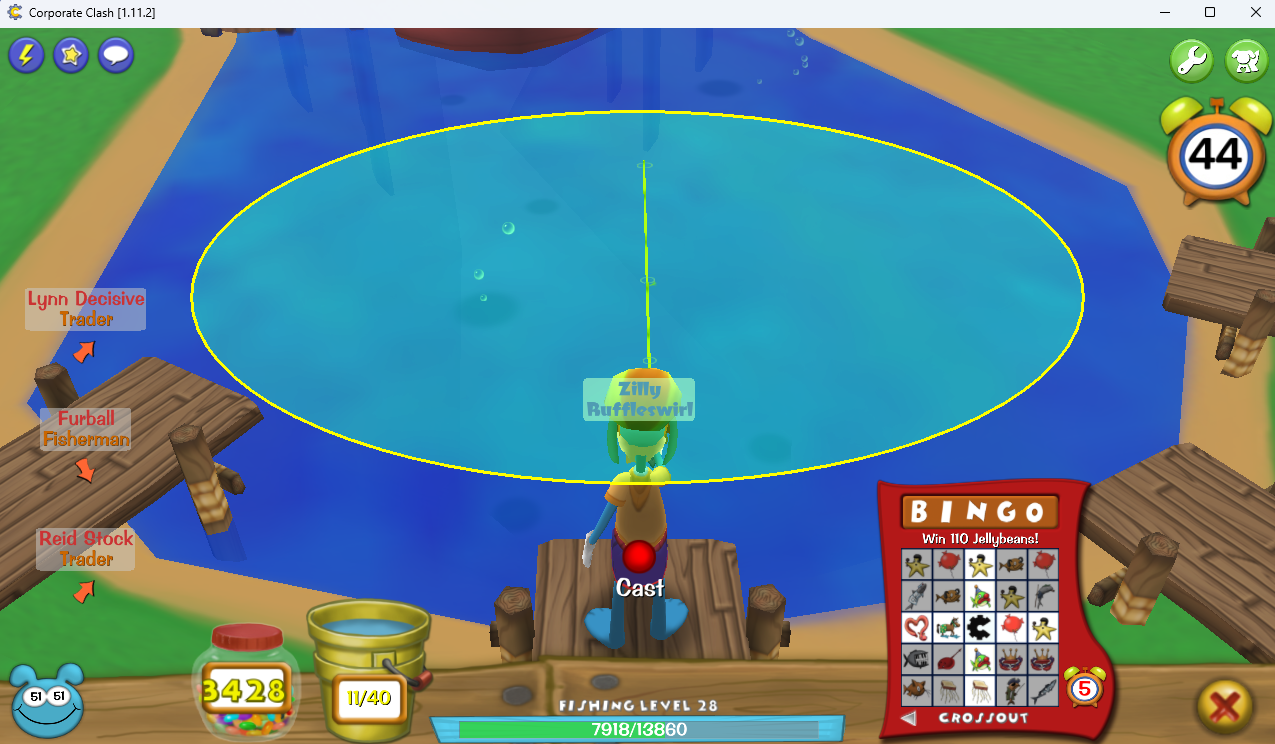 Corporate Clash [1.11.2]
44
Lynn Decisive
Trader
Zilly
Ruffleswirl
Furball
Fisherman
Reid Stock
Trader
Cast
BINGO
Win 110 Jellybeans!
5
CROSSOUT
51 51
3428
11/40
FISHING LEVEL 28
7918/13860